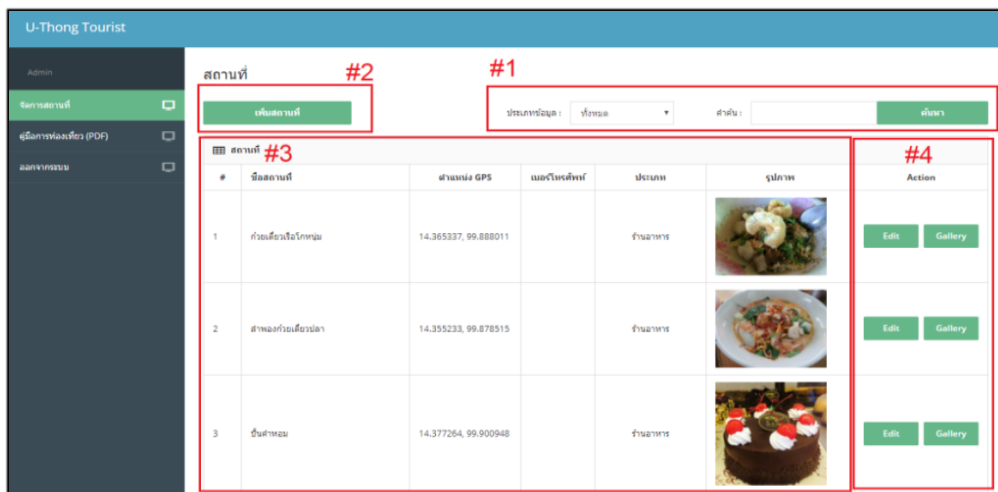 U-Thong Tourist
Admin
จัดการสถานที่
คู่มือการท่องเที่ยว (PDF)
ออกจากระบบ
สถานที่
#2
#1
เพิ่มสถานที่
ประเภทข้อมูล : ทั้งหมด คำค้น : ค้นหา
สถานที่ #3
#4
# ชื่อสถานที่ ตำแหน่ง GPS เบอร์โทรศัพท์ ประเภท รูปภาพ Action
1 ก๋วยเตี๋ยวเรือโกหนุ่ม 14.365337, 99.888011 ร้านอาหาร Edit Gallery
2 ลำพองก๋วยเตี๋ยวปลา 14.355233, 99.878515 ร้านอาหาร Edit Gallery
3 ปั้นคำหอม 14.377264, 99.900948 ร้านอาหาร Edit Gallery